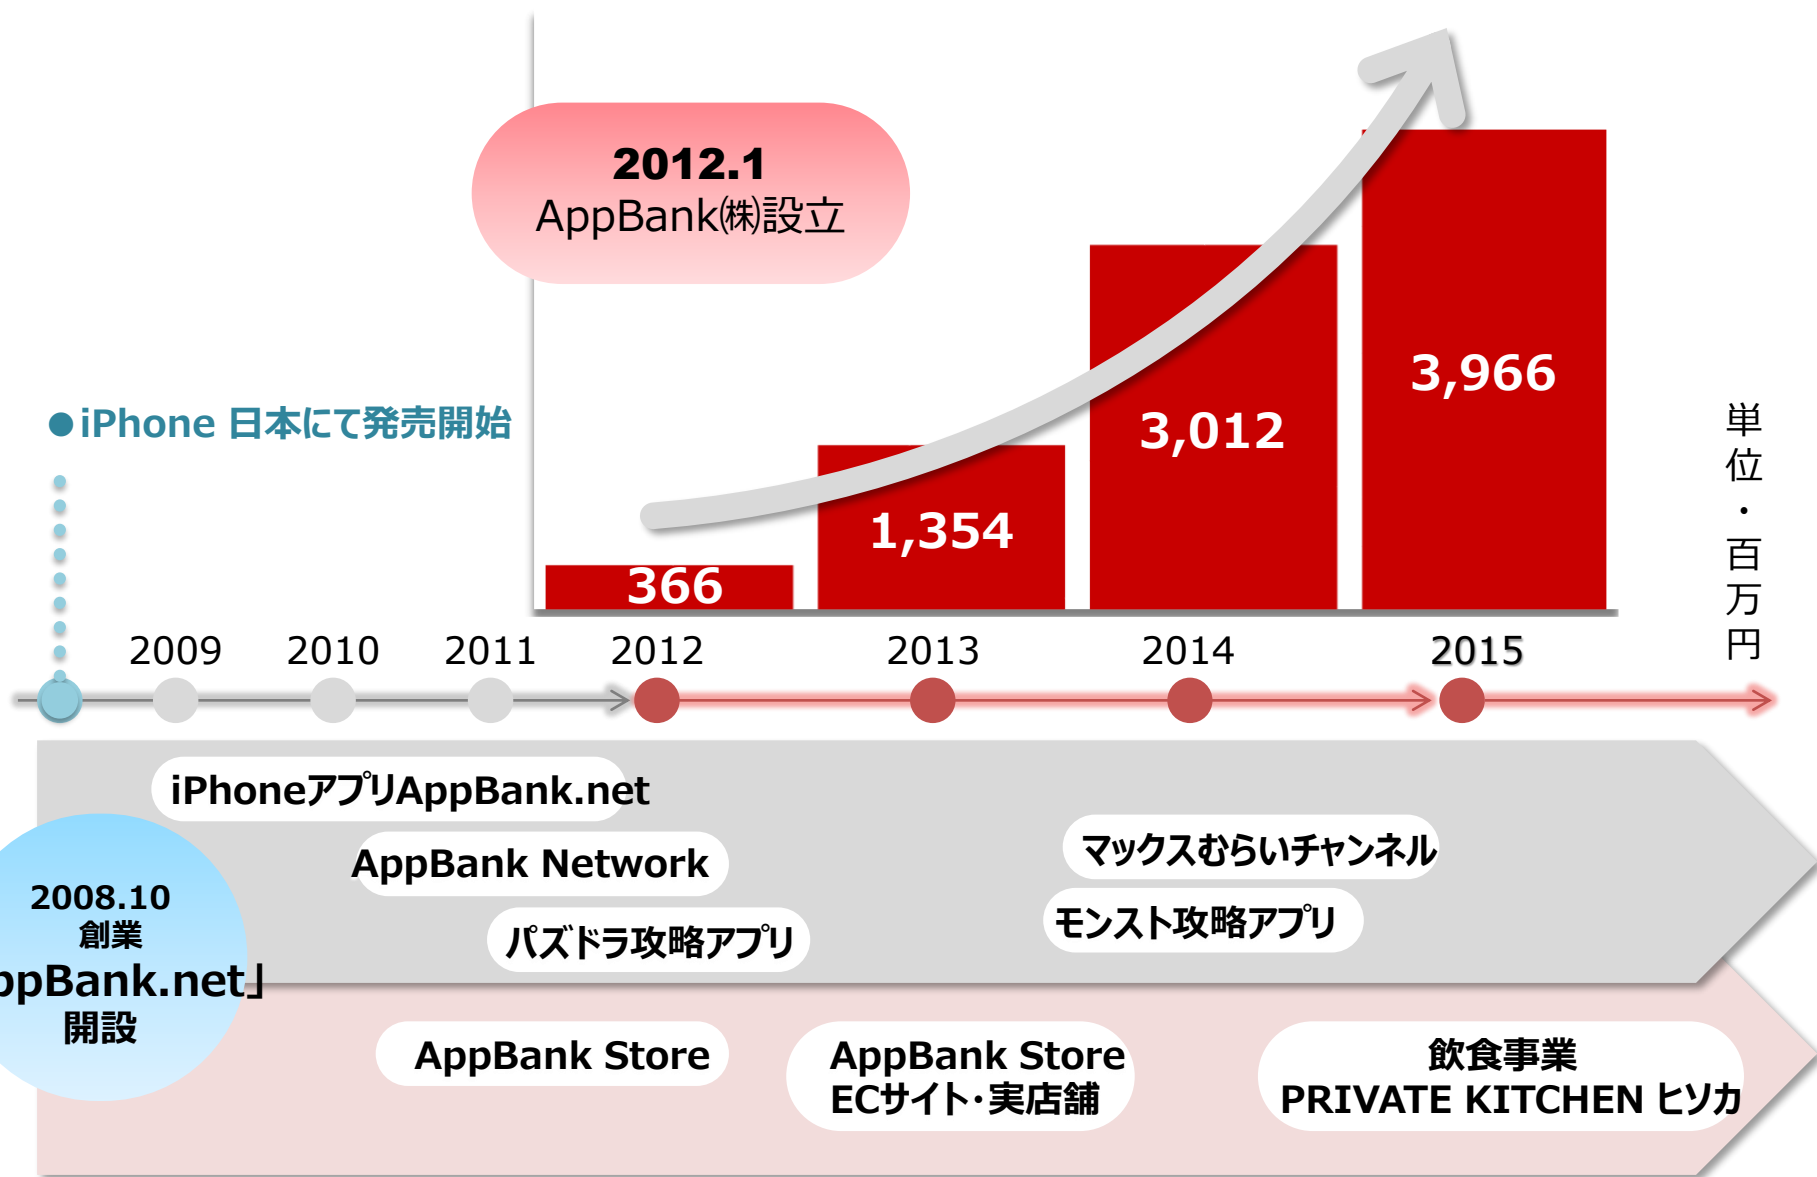 2012.1
AppBank㈱設立
●iPhone 日本にて発売開始
366
1,354
3,012
3,966
単位・百万円
2009
2010
2011
2012
2013
2014
2015
iPhoneアプリAppBank.net
AppBank Network
パズドラ攻略アプリ
マックスむらいチャンネル
モンスト攻略アプリ
2008.10
創業
ppBank.net」
開設
AppBank Store
AppBank Store
ECサイト・実店舗
飲食事業
PRIVATE KITCHEN ヒソカ